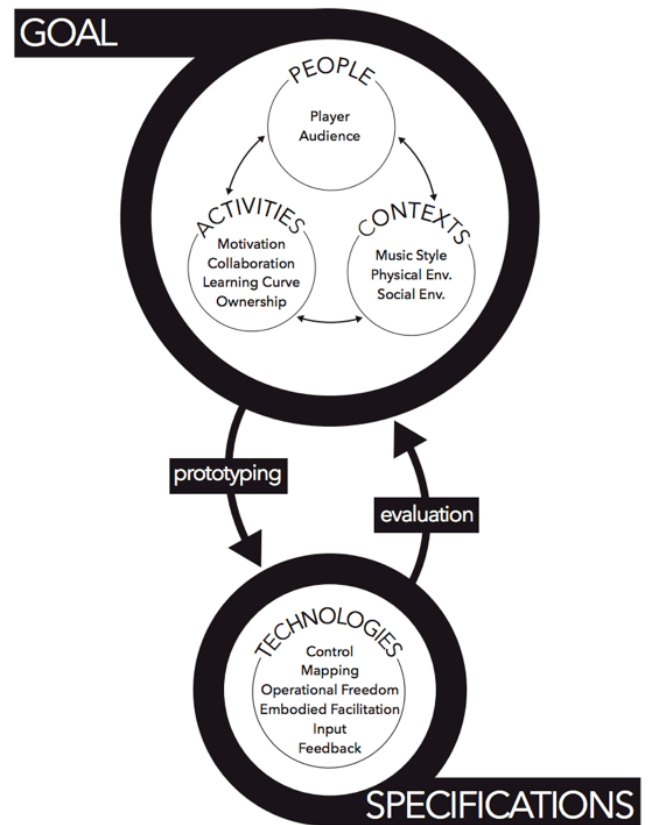 GOAL
PEOPLE
Player
Audience
ACTIVITIES
Motivation
Collaboration
Learning Curve
Ownership
CONTEXTS
Music Style
Physical Env.
Social Env.
prototyping
evaluation
TECHNOLOGIES
Control
Mapping
Operational Freedom
Embodied Facilitation
Input
Feedback
SPECIFICATIONS